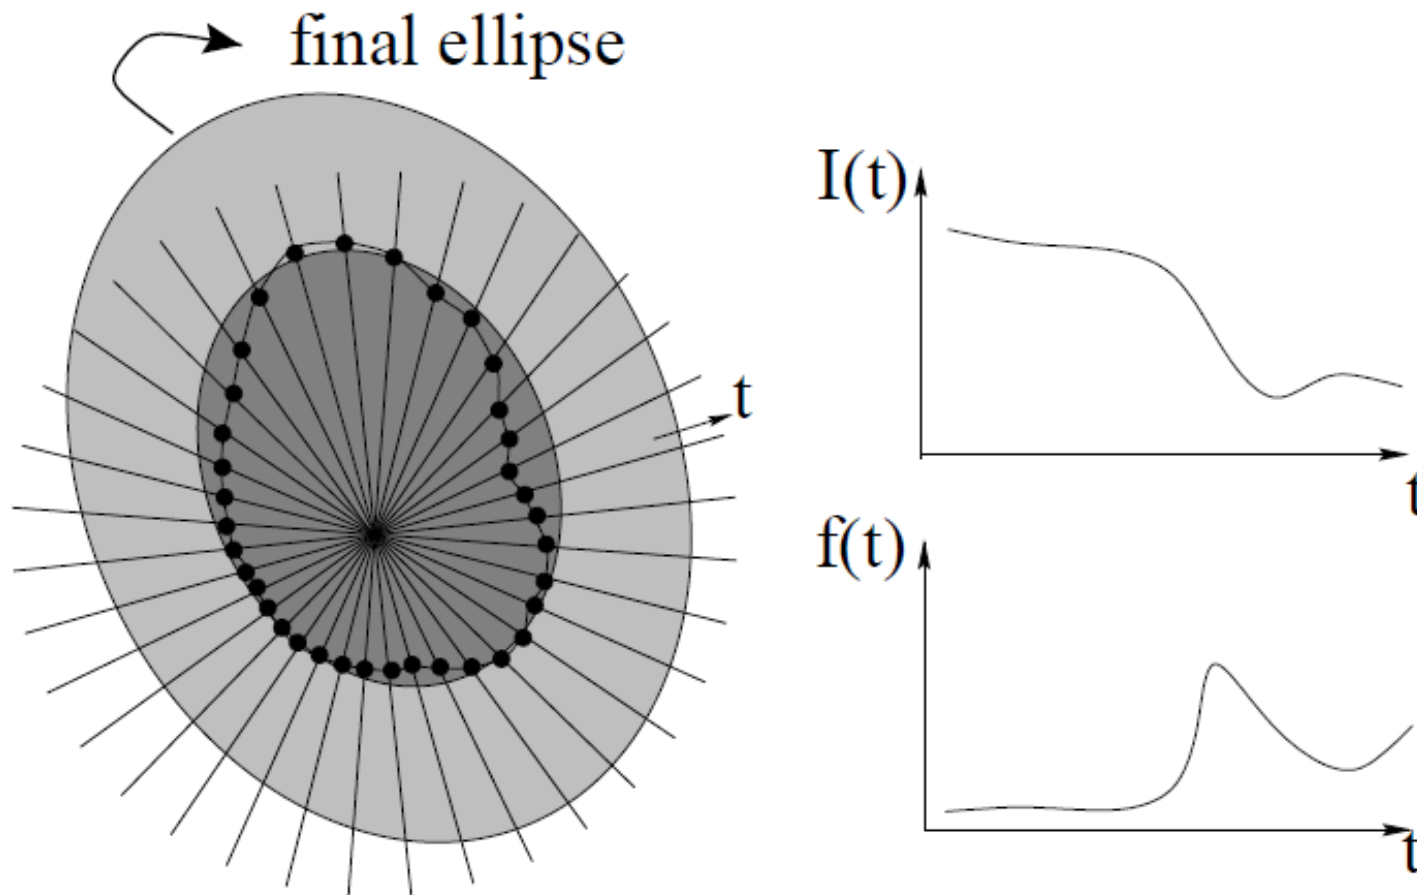 final ellipse
t
I(t)
t
f(t)
t